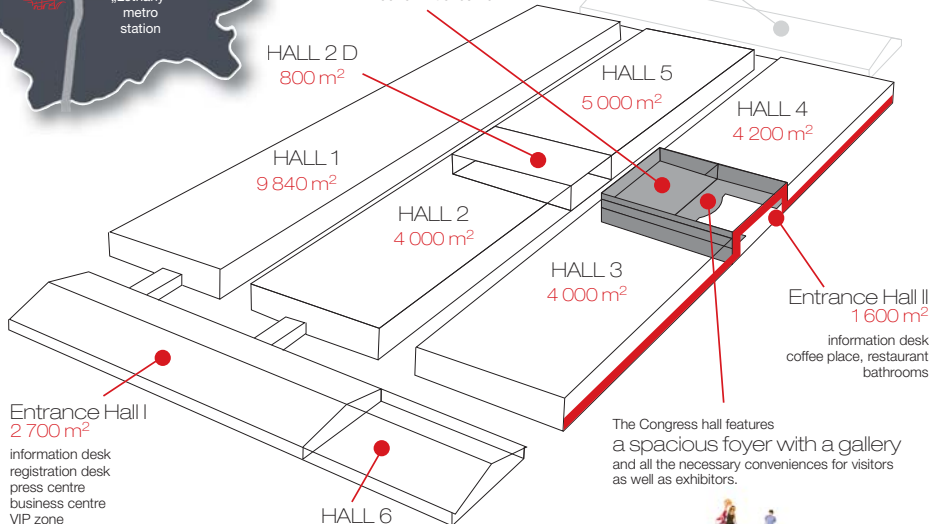 metro
station
HALL 2 D
800 m²
HALL 5
5 000 m²
HALL 4
4 200 m²
HALL 1
9 840 m²
HALL 2
4 000 m²
HALL 3
4 000 m²
Entrance Hall II
1 600 m²
information desk
coffee place, restaurant
bathrooms
Entrance Hall I
2 700 m²
information desk
registration desk
press centre
business centre
VIP zone
HALL 6
The Congress hall features
a spacious foyer with a gallery
and all the necessary conveniences for visitors
as well as exhibitors.